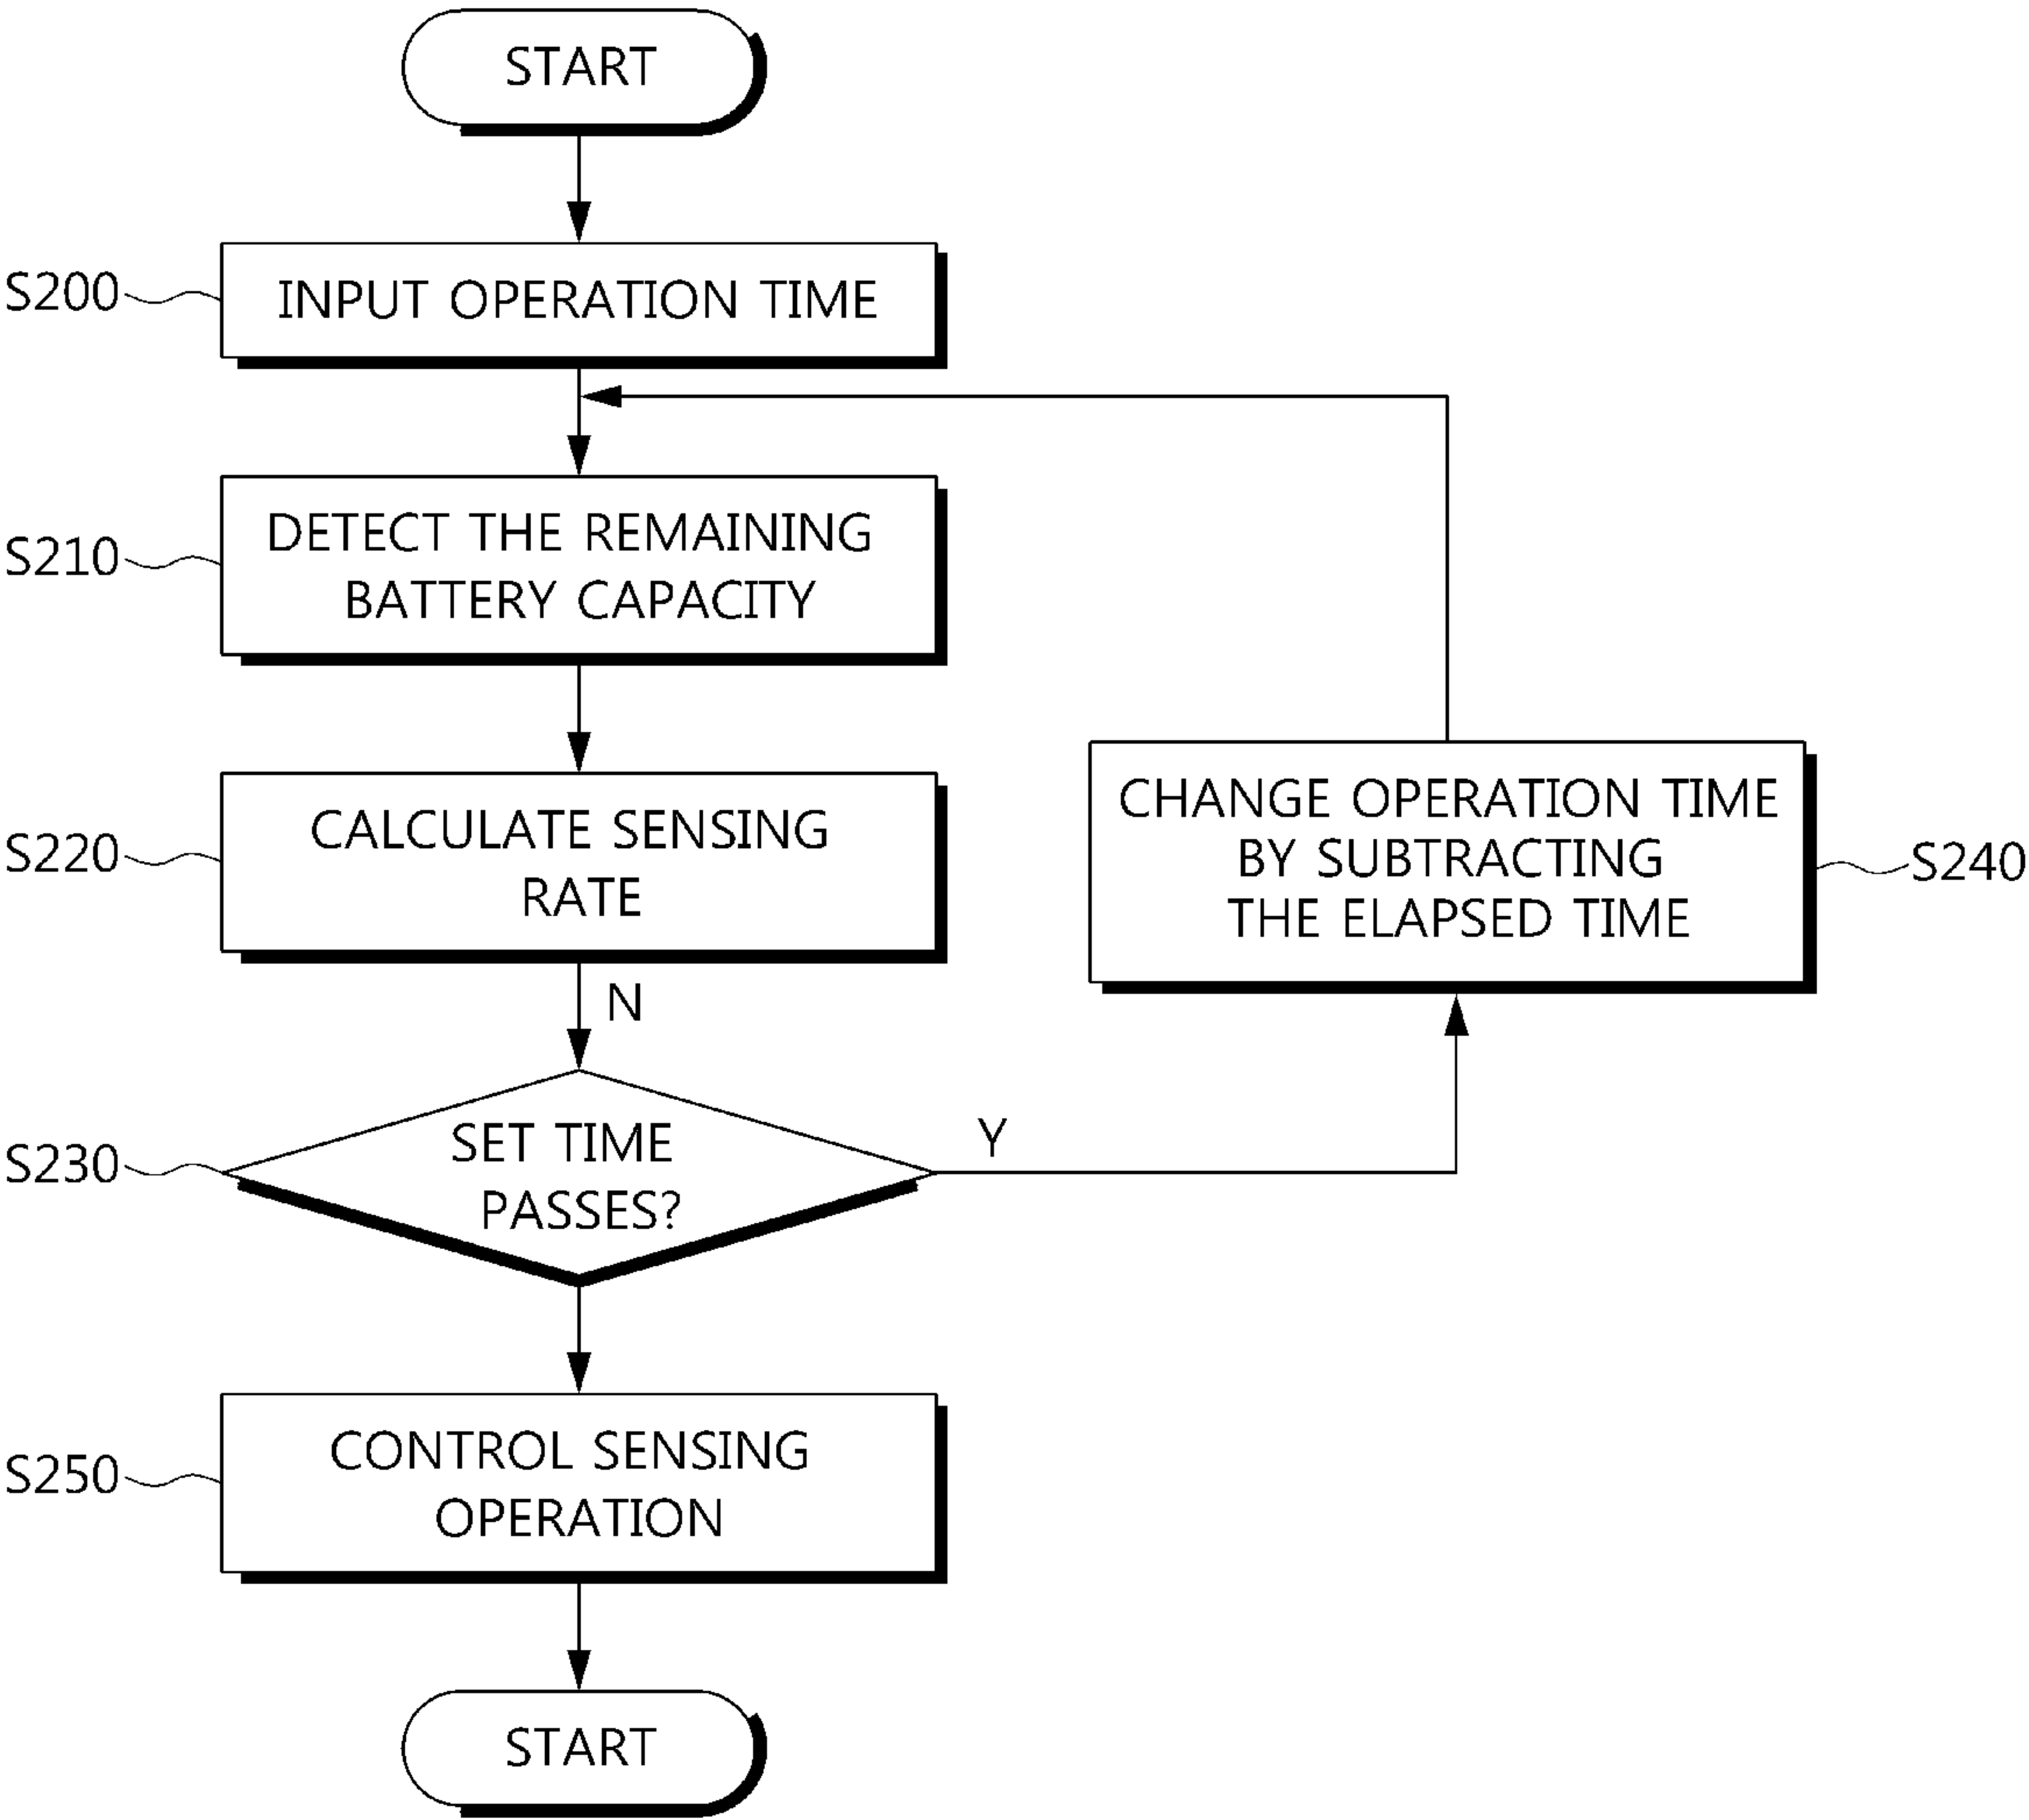 START
S200
INPUT OPERATION TIME
S210
DETECT THE REMAINING
BATTERY CAPACITY
S220
CALCULATE SENSING
RATE
CHANGE OPERATION TIME
BY SUBTRACTING
THE ELAPSED TIME
S240
N
S230
SET TIME
PASSES?
Y
S250
CONTROL SENSING
OPERATION
START